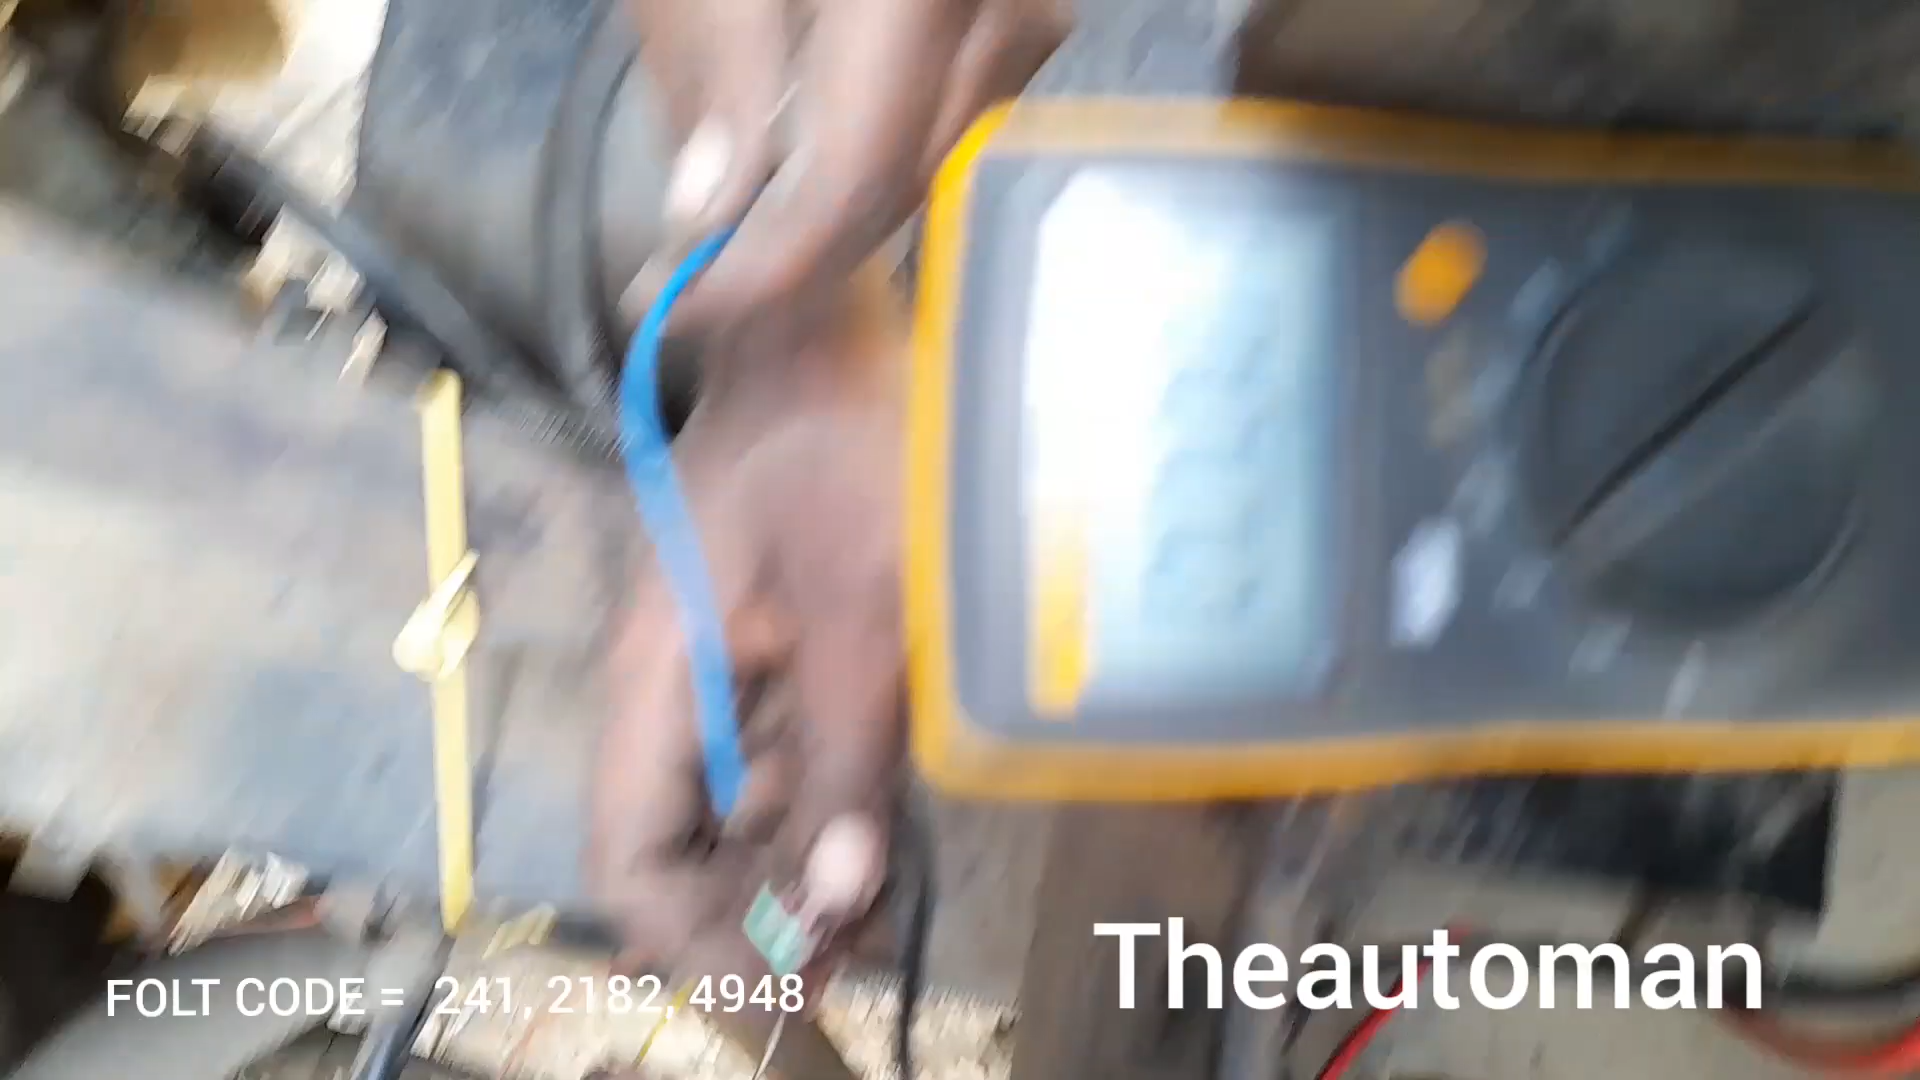 FOLT CODE = 241, 2182, 4948
Theautoman